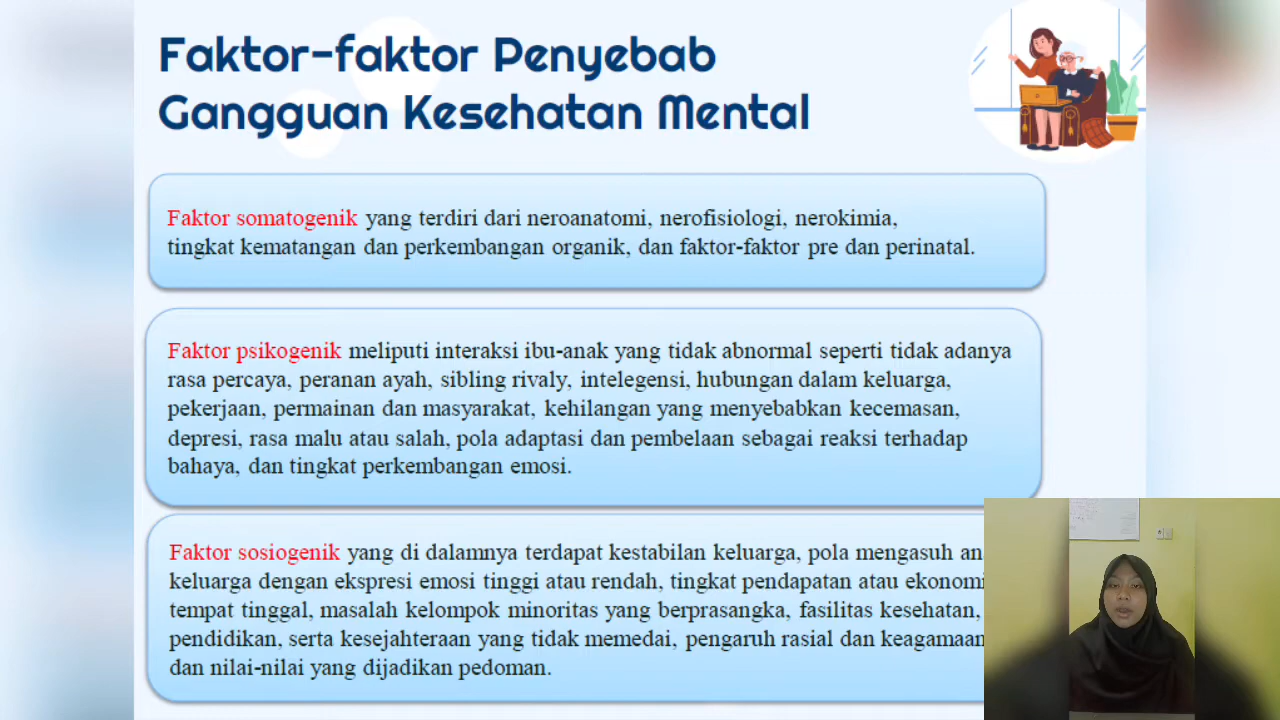 Faktor-faktor Penyebab
Gangguan Kesehatan Mental
Faktor somatogenik yang terdiri dari neroanatomi, nerofisiologi, nerokimia,
tingkat kematangan dan perkembangan organik, dan faktor-faktor pre dan perinatal.
Faktor psikogenik meliputi interaksi ibu-anak yang tidak abnormal seperti tidak adanya
rasa percaya, peranan ayah, sibling rivaly, intelegensi, hubungan dalam keluarga,
pekerjaan, permainan dan masyarakat, kehilangan yang menyebabkan kecemasan,
depresi, rasa malu atau salah, pola adaptasi dan pembelaan sebagai reaksi terhadap
bahaya, dan tingkat perkembangan emosi.
Faktor sosiogenik yang di dalamnya terdapat kestabilan keluarga, pola mengasuh
keluarga dengan ekspresi emosi tinggi atau rendah, tingkat pendapatan atau ekonomi
tempat tinggal, masalah kelompok minoritas yang berprasangka, fasilitas kesehatan,
pendidikan, serta kesejahteraan yang tidak memedai, pengaruh rasial dan keagamaan
dan nilai-nilai yang dijadikan pedoman.